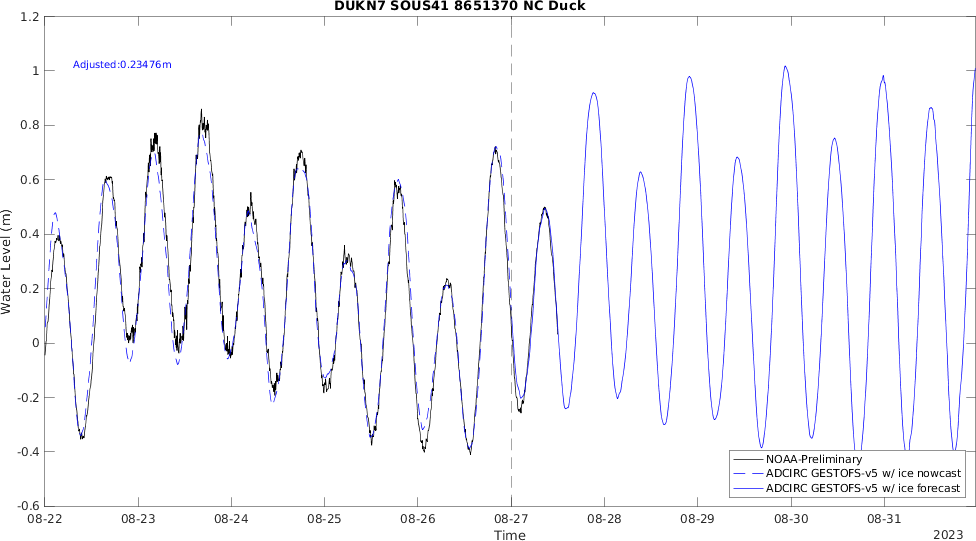 DUKN7 SOUS41 8651370 NC Duck
1.2
Adjusted:0.23476m
1
0.8
0.6
0.4
0.2
0
-0.2
-0.4
-0.6
Water Level (m)
NOAA-Preliminary
ADCIRC GESTOFS-v5 w/ ice nowcast
ADCIRC GESTOFS-v5 w/ ice forecast
08-22 08-23 08-24 08-25 08-26 08-27 08-28 08-29 08-30 08-31
Time
2023